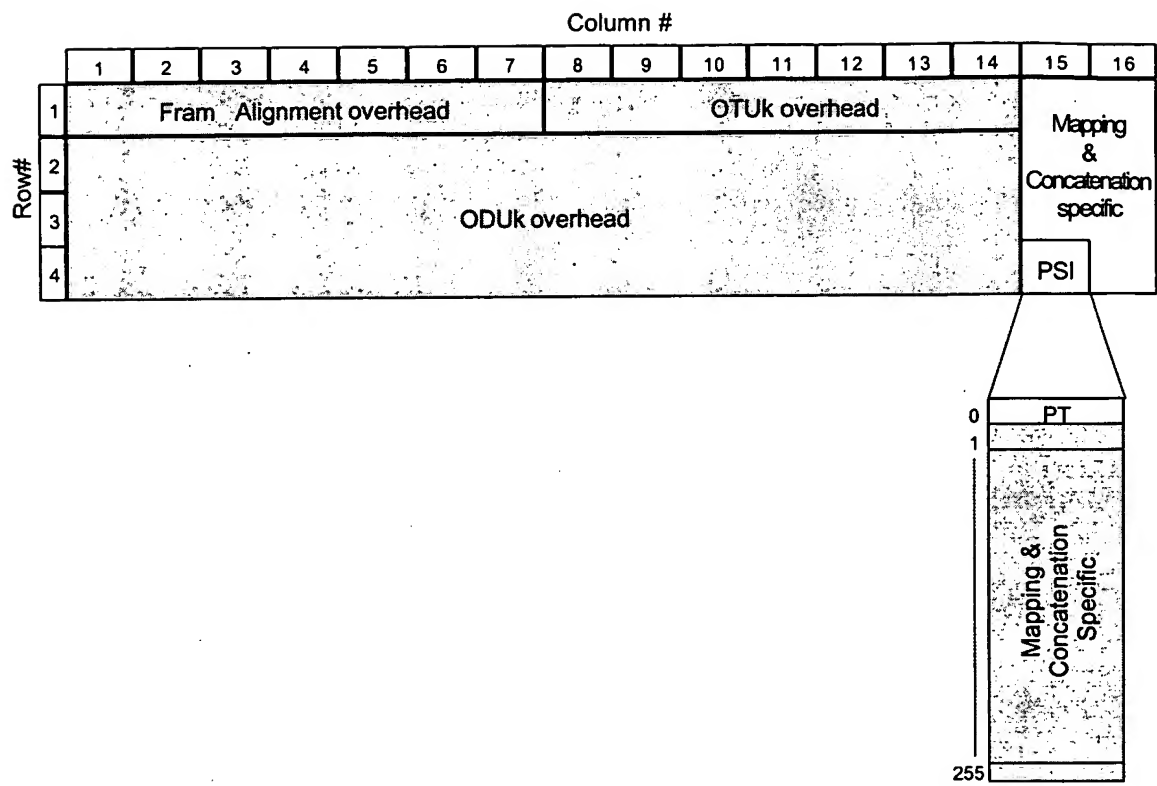 Column #
1 2 3 4 5 6 7 8 9 10 11 12 13 14 15 16
Row#
1
Fram Alignment overhead
OTUk overhead
Mapping
&
Concatenation
specific
2
3
ODUk overhead
4
PSI
0
PT
1
Mapping &
Concatenation
Specific
255